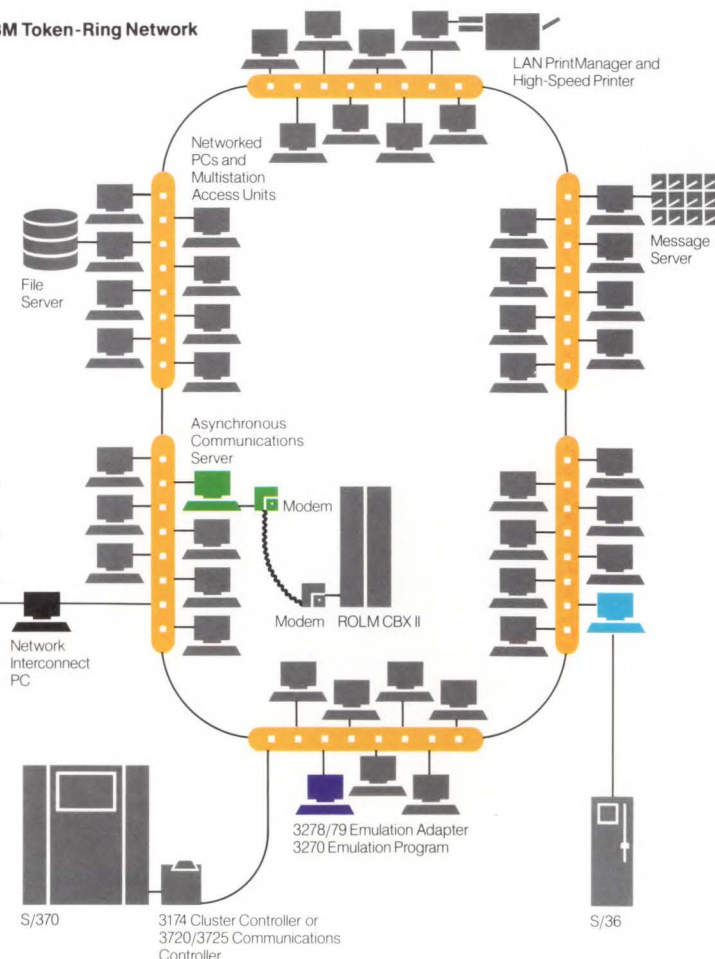 BM Token-Ring Network
LAN PrintManager and
High-Speed Printer
Networked
PCs and
Multistation
Access Units
File
Server
Message
Server
Asynchronous
Communications
Server
Modem
Modem
ROLM CBX II
Network
Interconnect
PC
3278/79 Emulation Adapter
3270 Emulation Program
S/370
3174 Cluster Controller or
3720/3725 Communications
Controller
S/36